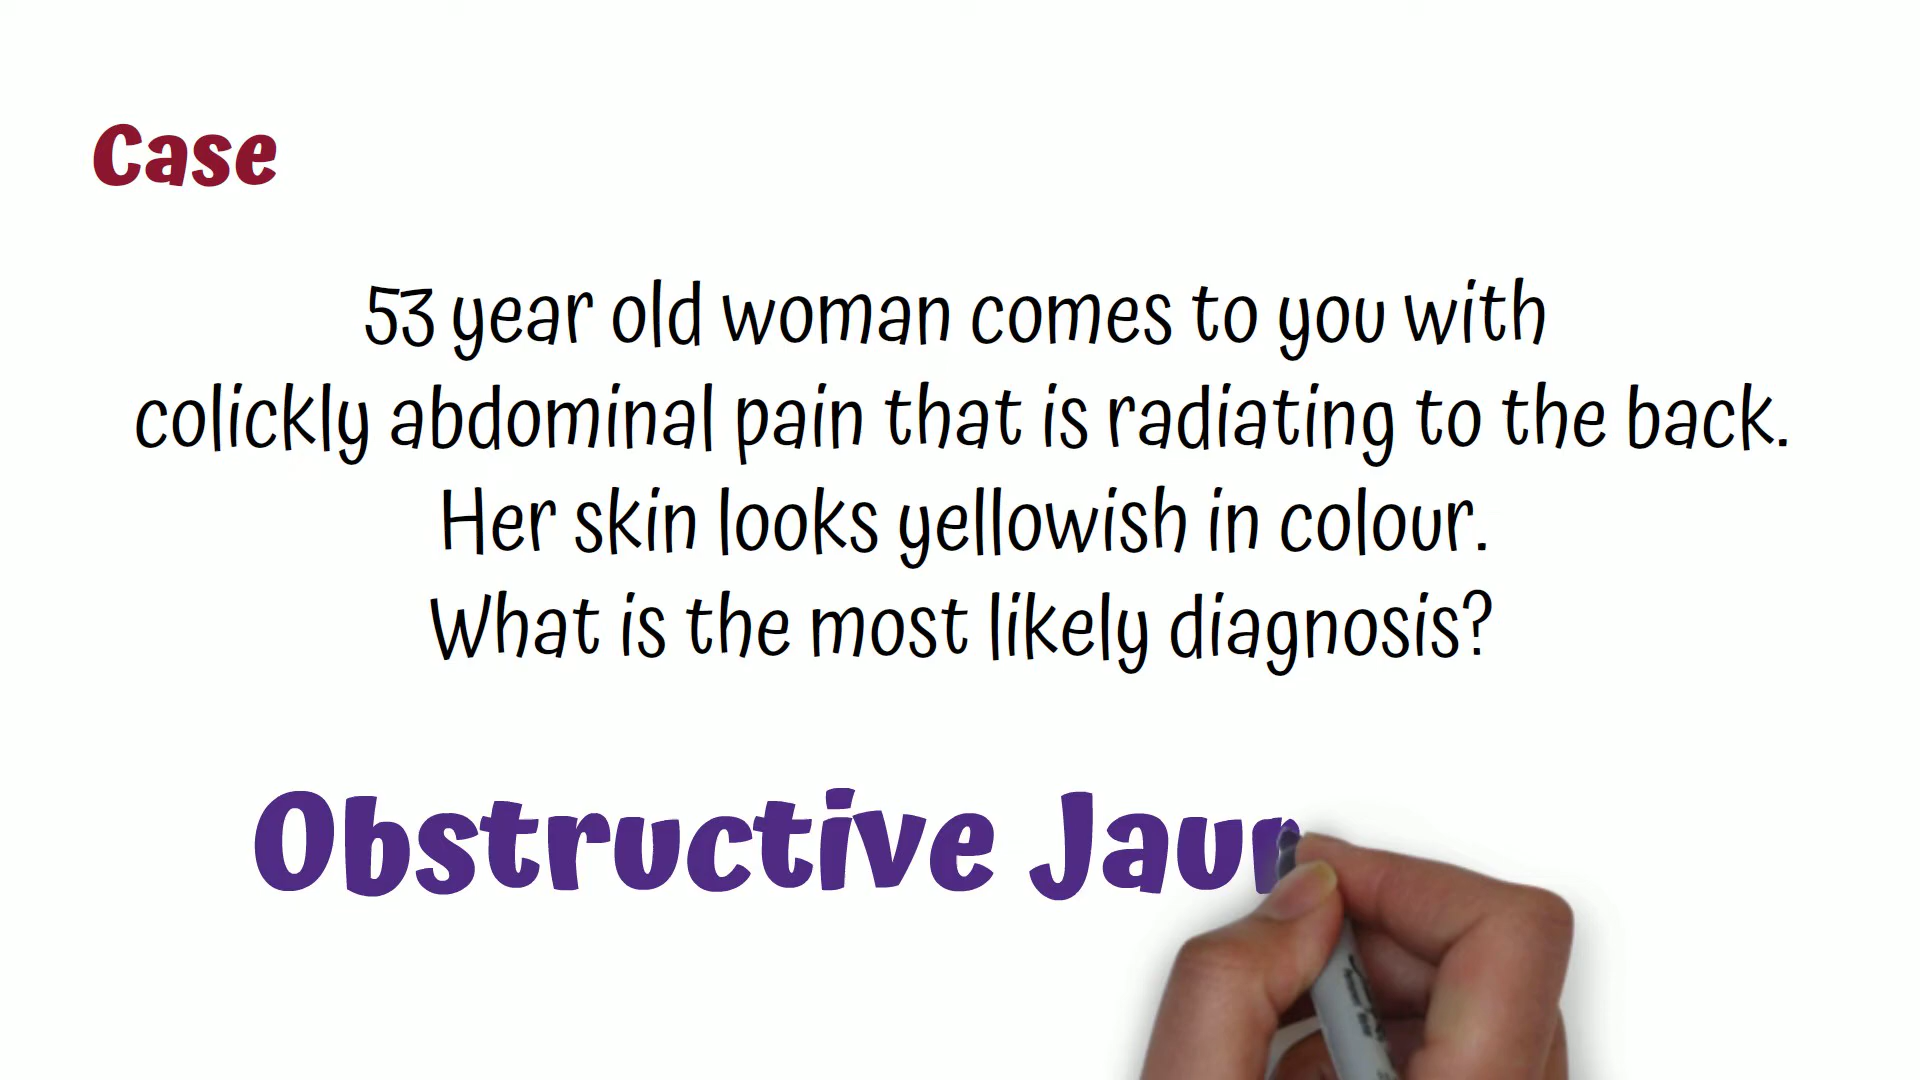 Case
53 year old woman comes to you with
colickly abdominal pain that is radiating to the back.
Her skin looks yellowish in colour.
What is the most likely diagnosis?
Obstructive Jaun